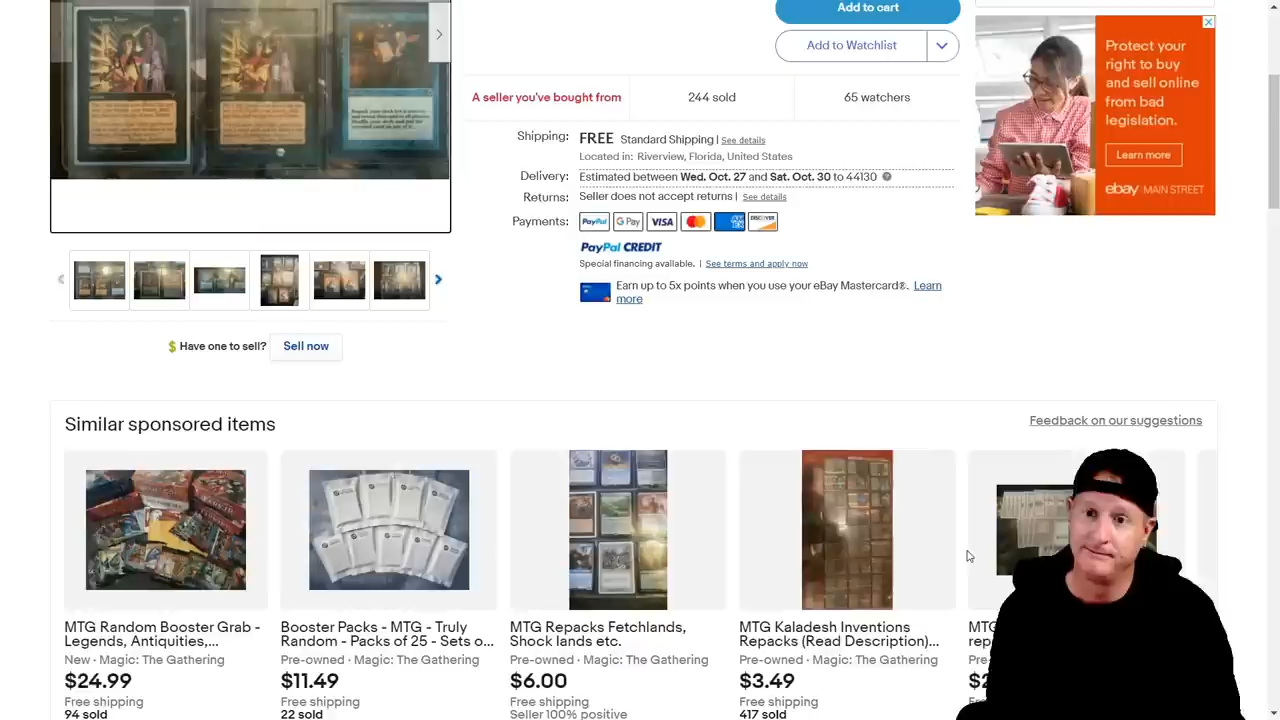 Add to cart
Add to Watchlist
A seller you've bought from
244 sold
65 watchers
Shipping: FREE Standard Shipping | See details
Located in: Riverview, Florida, United States
Delivery: Estimated between Wed. Oct. 27 and Sat. Oct. 30 to 44130
Returns: Seller does not accept returns | See details
Payments: PayPal G Pay VISA MasterCard DISCOVER
PayPal CREDIT
Special financing available. | See terms and apply now
Earn up to 5x points when you use your eBay Mastercard®. Learn
more
Protect your
right to buy
and sell online
from bad
legislation.
Learn more
ebay MAIN STREET
$ Have one to sell? Sell now
Similar sponsored items
Feedback on our suggestions
MTG Random Booster Grab -
Legends, Antiquities,...
New · Magic: The Gathering
$24.99
Free shipping
94 sold
Booster Packs - MTG - Truly
Random - Packs of 25 - Sets o...
Pre-owned · Magic: The Gathering
$11.49
Free shipping
22 sold
MTG Repacks Fetchlands,
Shock lands etc.
Pre-owned · Magic: The Gathering
$6.00
Free shipping
Seller 100% positive
MTG Kaladesh Inventions
Repacks (Read Description)...
Pre-owned · Magic: The Gathering
$3.49
Free shipping
417 sold